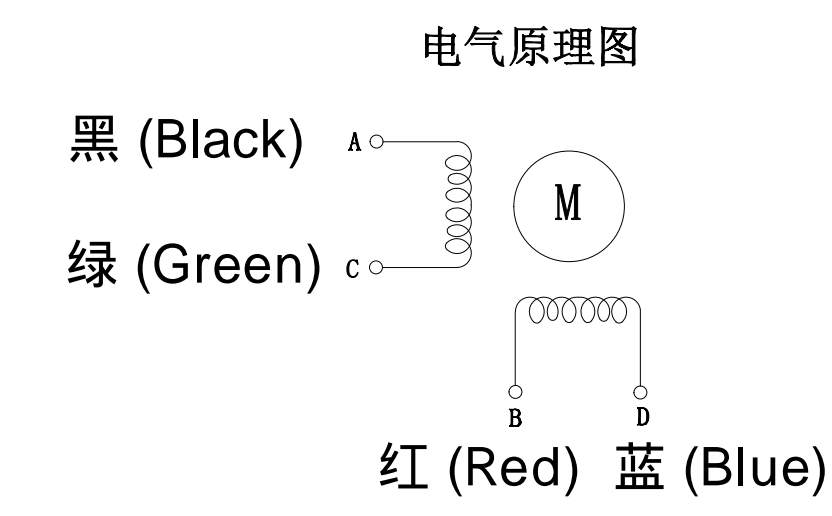 电气原理图
黑 (Black) A
M
绿 (Green) C
B D
红 (Red) 蓝 (Blue)